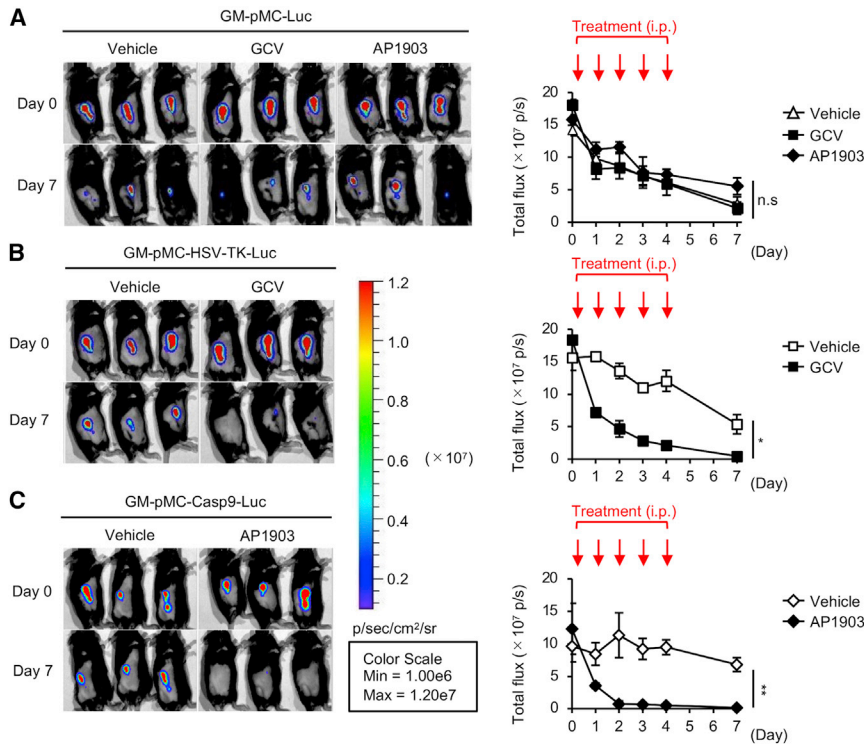 A
GM-pMC-Luc
Vehicle GCV AP1903
Day 0
Day 7
Treatment (i.p.)
Total flux (×10⁷ p/s)
20
15
10
5
0
0 1 2 3 4 5 6 7 (Day)
Vehicle
GCV
AP1903
n.s
B
GM-pMC-HSV-TK-Luc
Vehicle GCV
Day 0
Day 7
1.2
1.0
0.8
0.6
0.4
0.2
(×10⁷)
p/sec/cm²/sr
Color Scale
Min = 1.00e6
Max = 1.20e7
Treatment (i.p.)
Total flux (×10⁷ p/s)
20
15
10
5
0
0 1 2 3 4 5 6 7 (Day)
Vehicle
GCV
*
C
GM-pMC-Casp9-Luc
Vehicle AP1903
Day 0
Day 7
Treatment (i.p.)
Total flux (×10⁷ p/s)
20
15
10
5
0
0 1 2 3 4 5 6 7 (Day)
Vehicle
AP1903
**